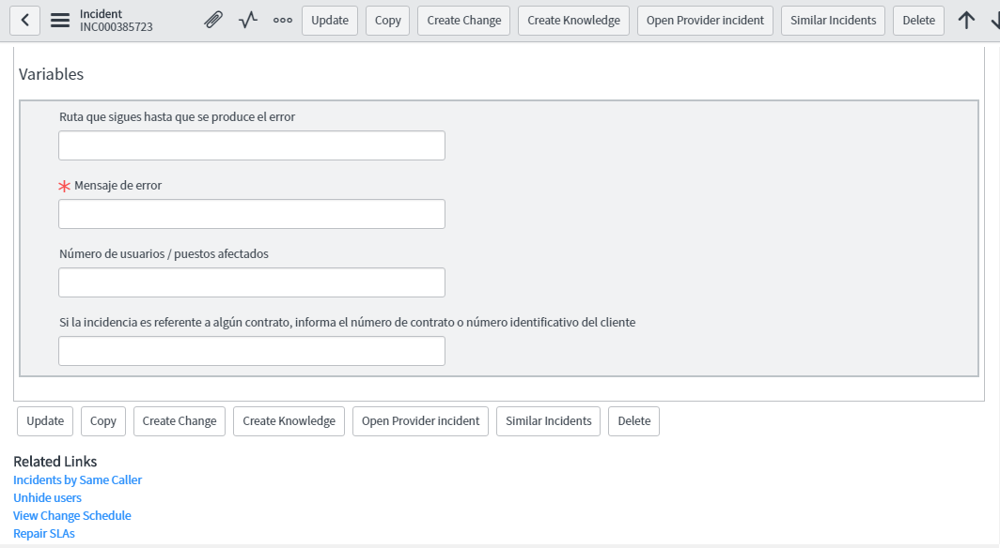 Incident
INC000385723
Update
Copy
Create Change
Create Knowledge
Open Provider incident
Similar Incidents
Delete
Variables
Ruta que sigues hasta que se produce el error
Mensaje de error
Número de usuarios / puestos afectados
Si la incidencia es referente a algún contrato, informa el número de contrato o número identificativo del cliente
Update
Copy
Create Change
Create Knowledge
Open Provider incident
Similar Incidents
Delete
Related Links
Incidents by Same Caller
Unhide users
View Change Schedule
Repair SLAs